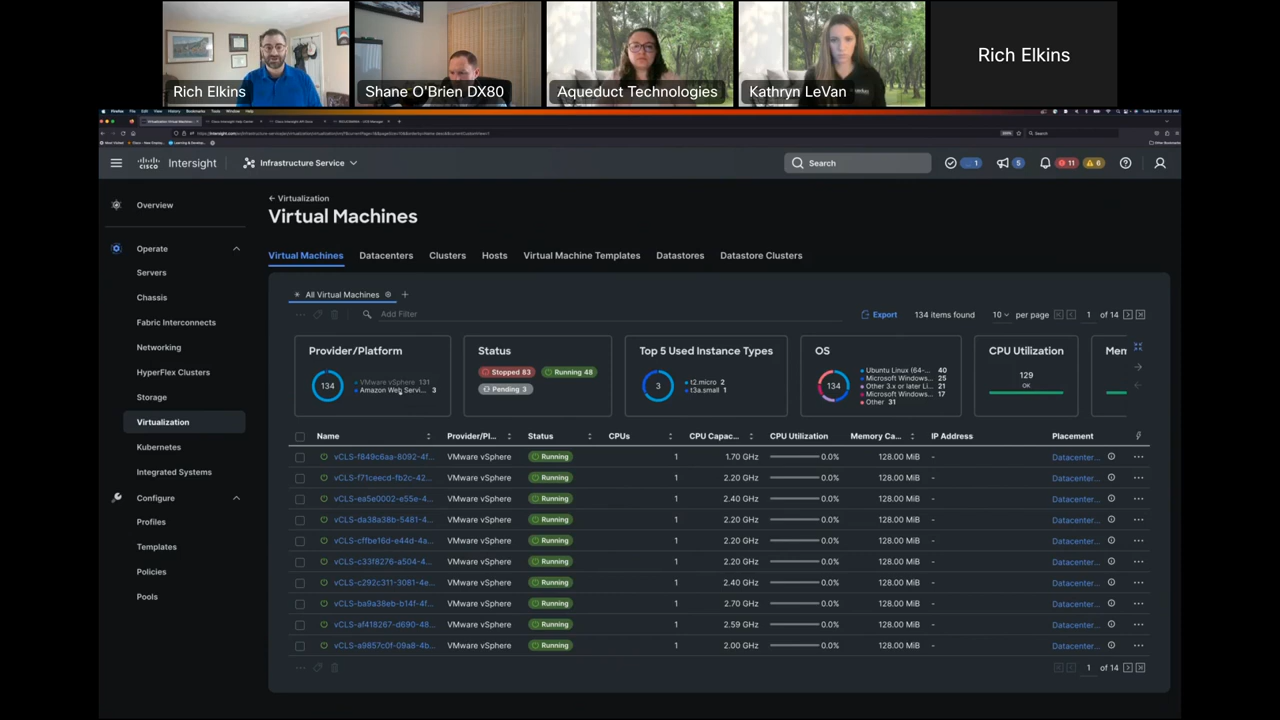 Rich Elkins
Shane O'Brien DX80
Aqueduct Technologies
Kathryn LeVan
Rich Elkins
CISCO Intersight Infrastructure Service
Search
1 5 11 6
Overview
Operate
Servers
Chassis
Fabric Interconnects
Networking
HyperFlex Clusters
Storage
Virtualization
Kubernetes
Integrated Systems
Configure
Profiles
Templates
Policies
Pools
← Virtualization
Virtual Machines
Virtual Machines Datacenters Clusters Hosts Virtual Machine Templates Datastores Datastore Clusters
All Virtual Machines +
Add Filter Export 134 items found 10 per page 1 of 14
Provider/Platform
134
VMware vSphere 131
Amazon Web Servi... 3
Status
Stopped 83 Running 48
Pending 3
Top 5 Used Instance Types
3
t2.micro 2
t3a.small 1
OS
134
Ubuntu Linux (64-... 40
Microsoft Windows... 25
Other 3.x or later Li... 21
Microsoft Windows... 17
Other 31
CPU Utilization
129
OK
Mem
Name Provider/Pl... Status CPUs CPU Capac... CPU Utilization Memory Ca... IP Address Placement
vCLS-f849c6aa-8092-4f... VMware vSphere Running 1 1.70 GHz 0.0% 128.00 MiB - Datacenter...
vCLS-f71ceecd-fb2c-42... VMware vSphere Running 1 2.20 GHz 0.0% 128.00 MiB - Datacenter...
vCLS-ea5e0002-e55e-4... VMware vSphere Running 1 2.40 GHz 0.0% 128.00 MiB - Datacenter...
vCLS-da38a38b-5481-4... VMware vSphere Running 1 2.20 GHz 0.0% 128.00 MiB - Datacenter...
vCLS-cffbe16d-e44d-4a... VMware vSphere Running 1 2.20 GHz 0.0% 128.00 MiB - Datacenter...
vCLS-c33f8276-a504-4... VMware vSphere Running 1 2.20 GHz 0.0% 128.00 MiB - Datacenter...
vCLS-c292c311-3081-4e... VMware vSphere Running 1 2.40 GHz 0.0% 128.00 MiB - Datacenter...
vCLS-ba9a38eb-b14f-4f... VMware vSphere Running 1 2.70 GHz 0.0% 128.00 MiB - Datacenter...
vCLS-af418267-d690-48... VMware vSphere Running 1 2.59 GHz 0.0% 128.00 MiB - Datacenter...
vCLS-a9857c0f-09a8-4b... VMware vSphere Running 1 2.00 GHz 0.0% 128.00 MiB - Datacenter...
1 of 14